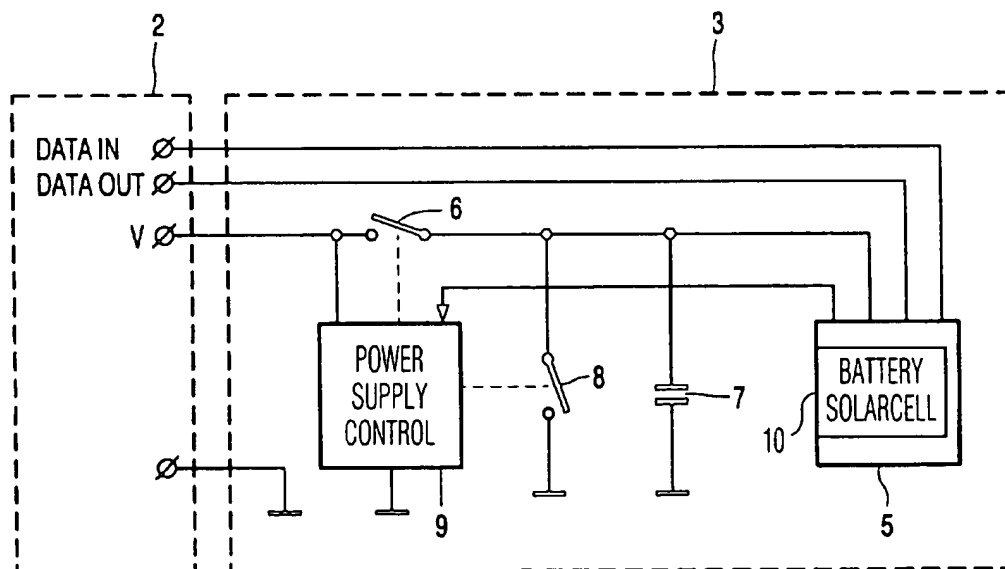 2
3
DATA IN
DATA OUT
V
6
POWER
SUPPLY
CONTROL
8
7
BATTERY
SOLARCELL
10
9
5